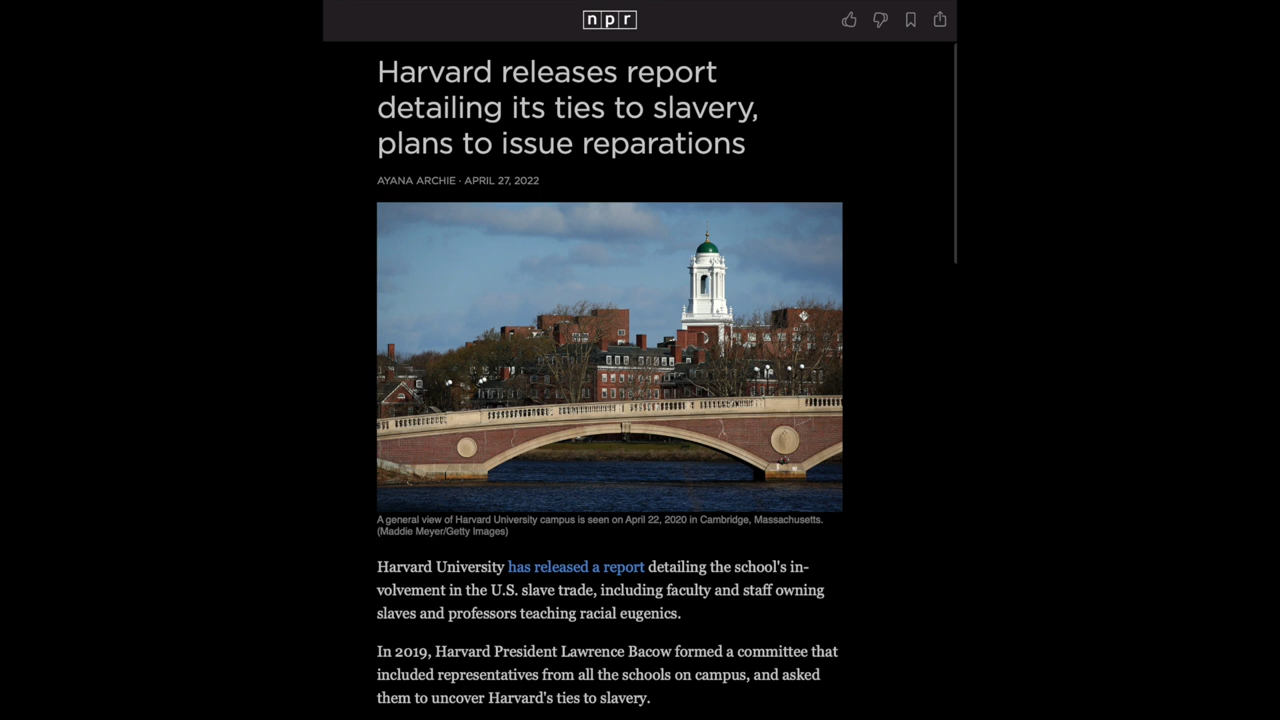 npr
Harvard releases report
detailing its ties to slavery,
plans to issue reparations
AYANA ARCHIE · APRIL 27, 2022
A general view of Harvard University campus is seen on April 22, 2020 in Cambridge, Massachusetts.
(Maddie Meyer/Getty Images)
Harvard University has released a report detailing the school's in-
volvement in the U.S. slave trade, including faculty and staff owning
slaves and professors teaching racial eugenics.
In 2019, Harvard President Lawrence Bacow formed a committee that
included representatives from all the schools on campus, and asked
them to uncover Harvard's ties to slavery.